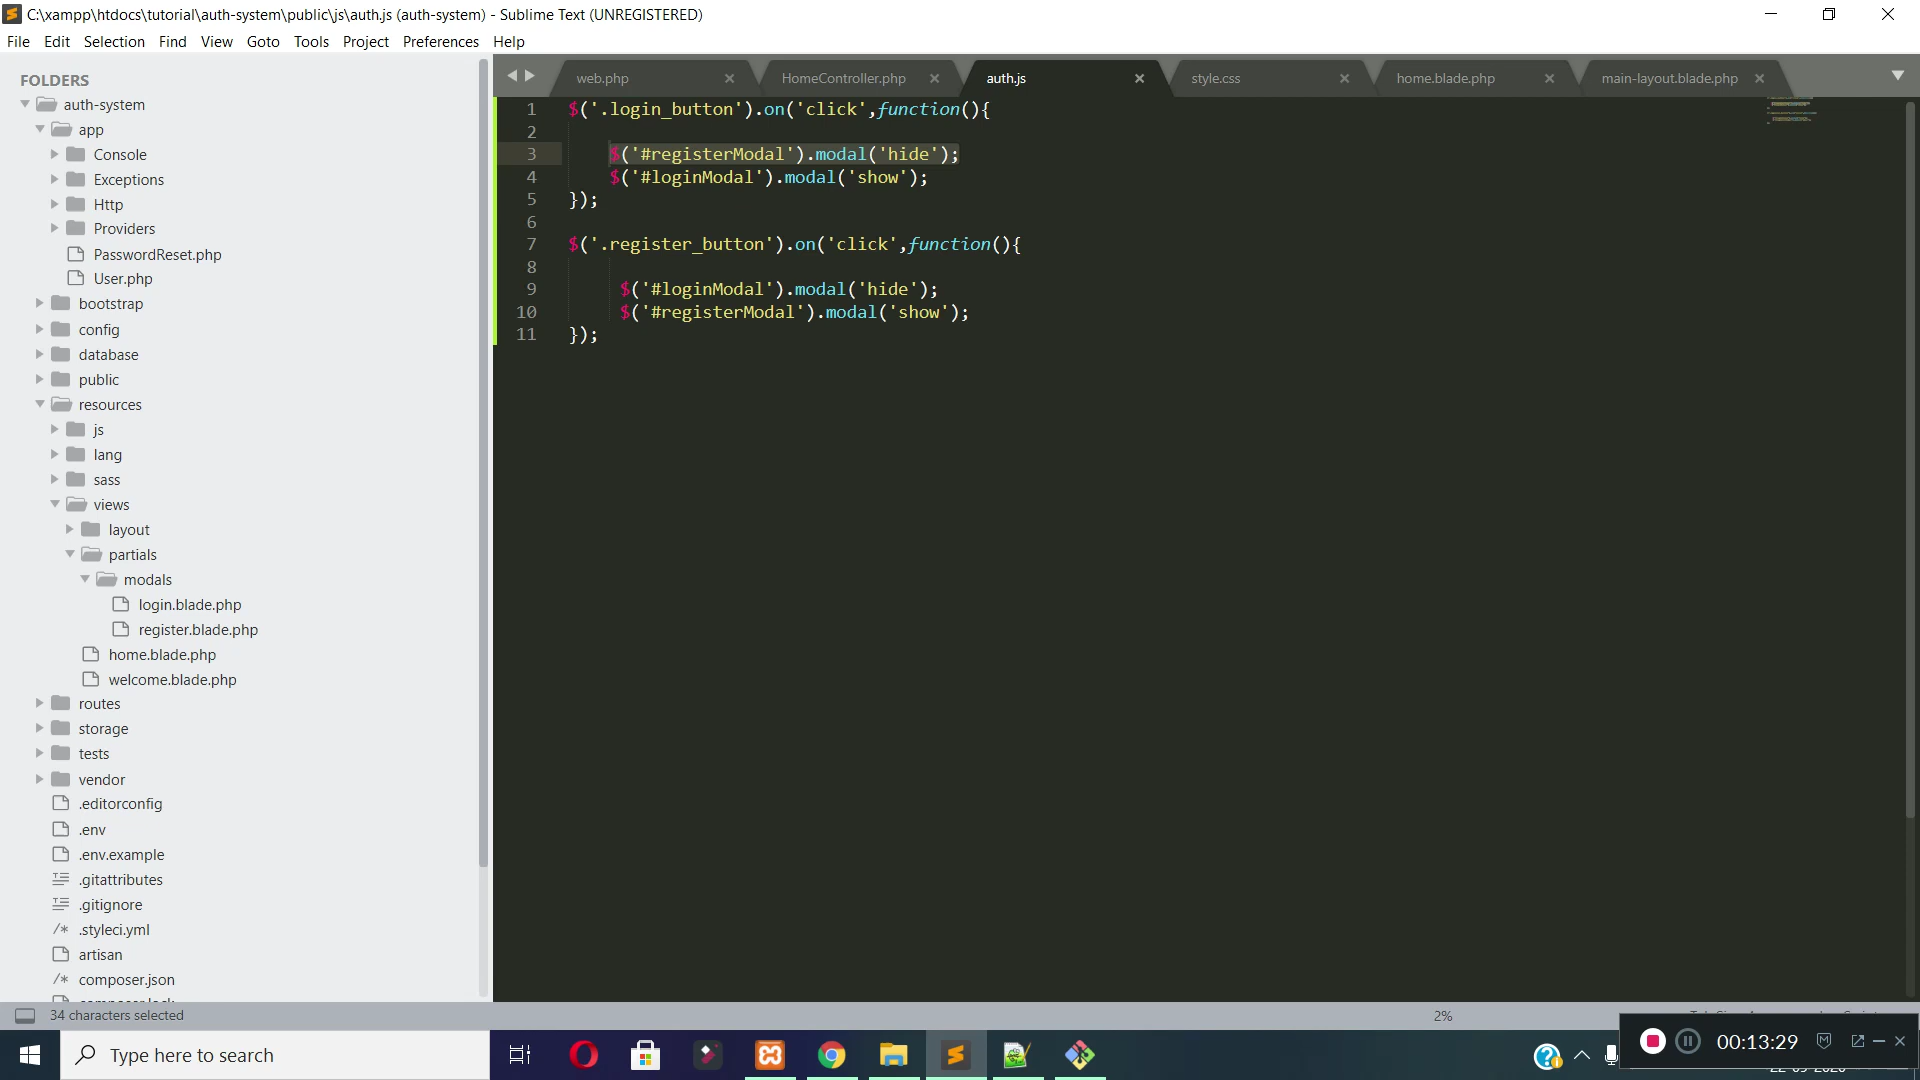 C:\xampp\htdocs\tutorial\auth-system\public\js\auth.js (auth-system) - Sublime Text (UNREGISTERED)
File Edit Selection Find View Goto Tools Project Preferences Help
FOLDERS
auth-system
app
Console
Exceptions
Http
Providers
PasswordReset.php
User.php
bootstrap
config
database
public
resources
js
lang
sass
views
layout
partials
modals
login.blade.php
register.blade.php
home.blade.php
welcome.blade.php
routes
storage
tests
vendor
.editorconfig
.env
.env.example
.gitattributes
.gitignore
/* .styleci.yml
artisan
/* composer.json
web.php HomeController.php auth.js style.css home.blade.php main-layout.blade.php
1 $('.login_button').on('click',function(){
2
3 $('#registerModal').modal('hide');
4 $('#loginModal').modal('show');
5 });
6
7 $('.register_button').on('click',function(){
8
9 $('#loginModal').modal('hide');
10 $('#registerModal').modal('show');
11 });
34 characters selected 2%
Type here to search
00:13:29